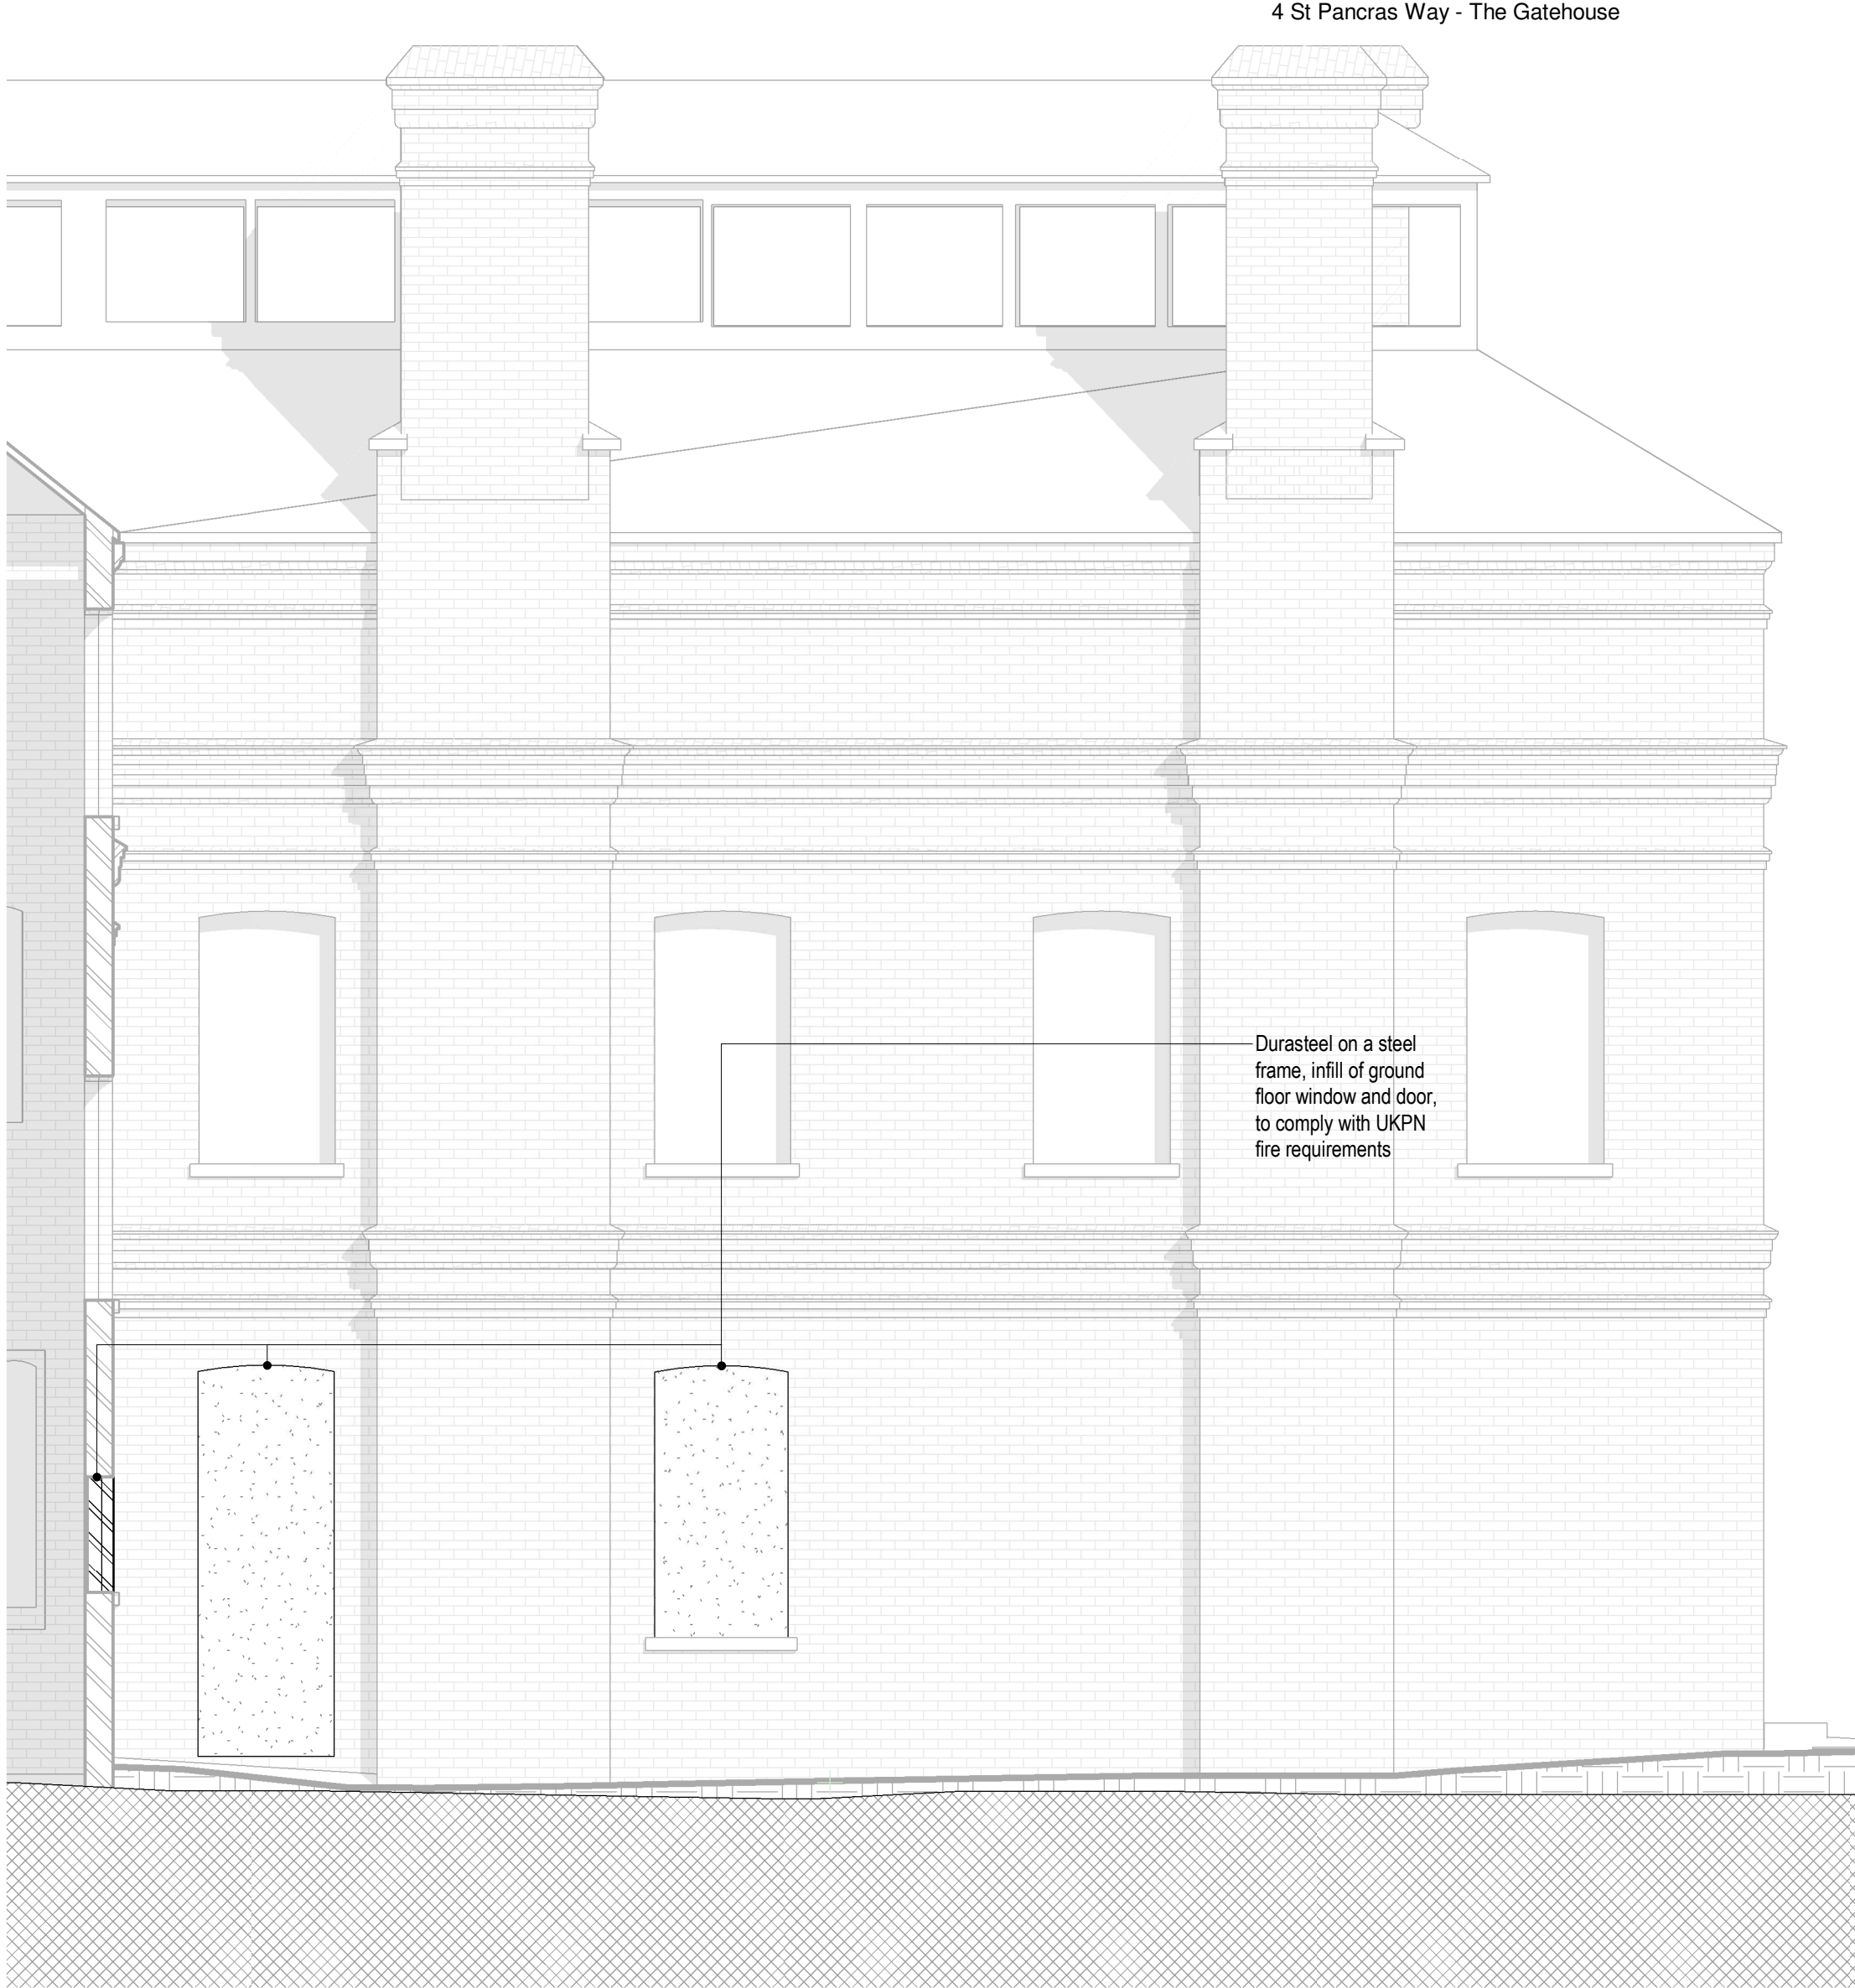 4 St Pancras Way - The Gatehouse
Durasteel on a steel
frame, infill of ground
floor window and door,
to comply with UKPN
fire requirements